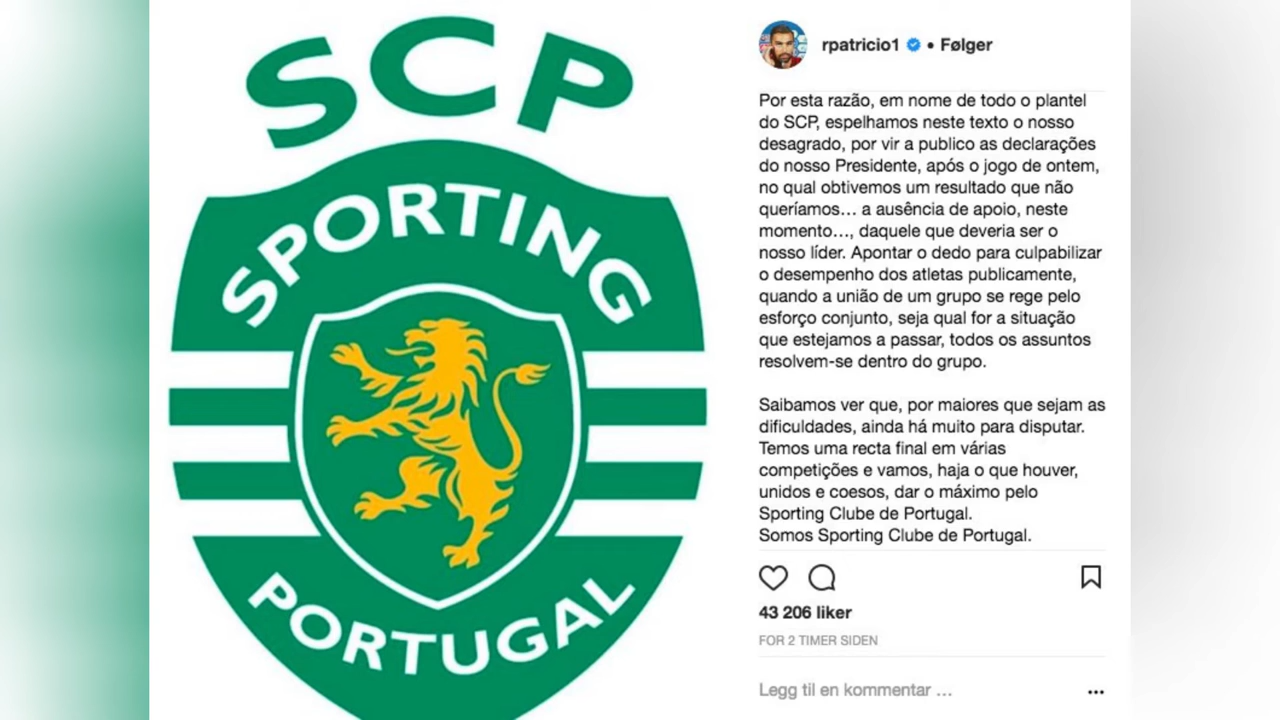 SCP
SPORTING
PORTUGAL
rpatricio1 • Følger
Por esta razão, em nome de todo o plantel
do SCP, espelhamos neste texto o nosso
desagrado, por vir a publico as declarações
do nosso Presidente, após o jogo de ontem,
no qual obtivemos um resultado que não
queríamos... a ausência de apoio, neste
momento..., daquele que deveria ser o
nosso líder. Apontar o dedo para culpabilizar
o desempenho dos atletas publicamente,
quando a união de um grupo se rege pelo
esforço conjunto, seja qual for a situação
que estejamos a passar, todos os assuntos
resolvem-se dentro do grupo.
Saibamos ver que, por maiores que sejam as
dificuldades, ainda há muito para disputar.
Temos uma recta final em várias
competições e vamos, haja o que houver,
unidos e coesos, dar o máximo pelo
Sporting Clube de Portugal.
Somos Sporting Clube de Portugal.
43 206 liker
FOR 2 TIMER SIDEN
Legg til en kommentar ...